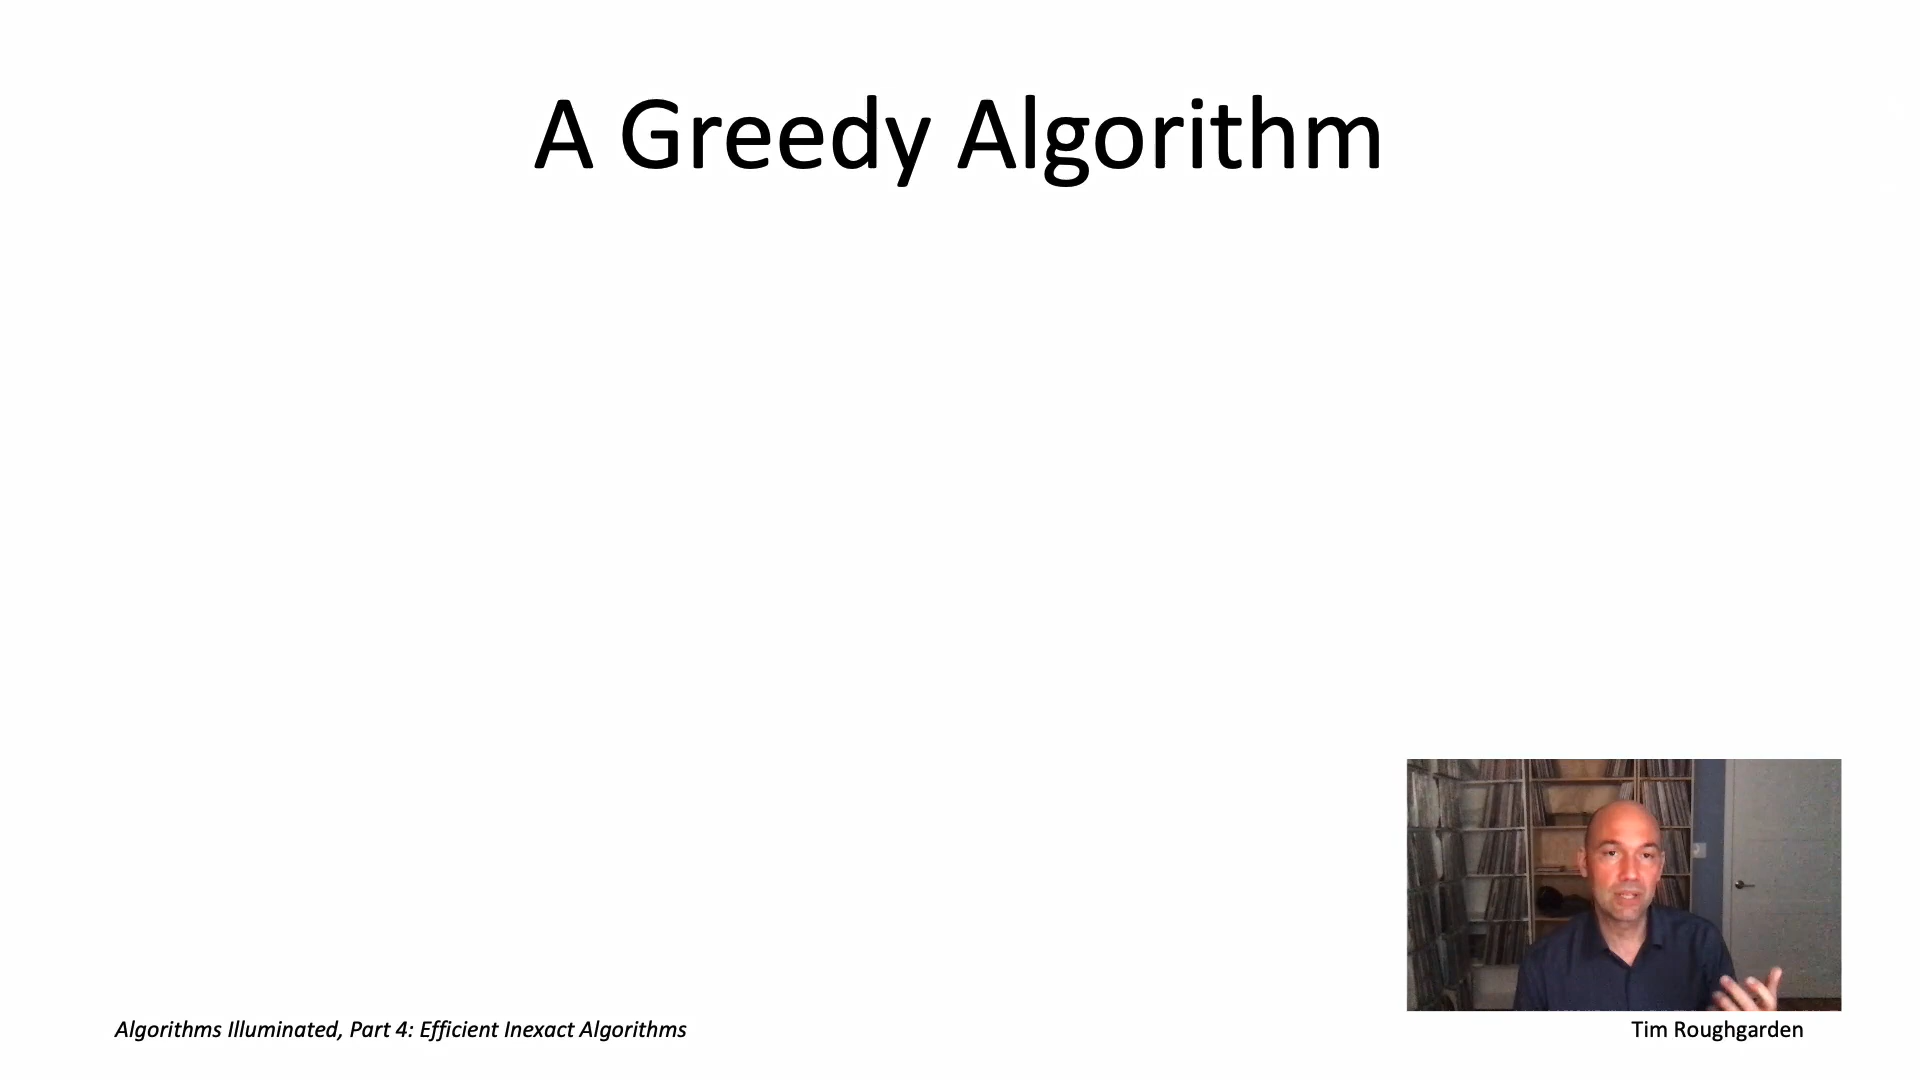 A Greedy Algorithm
Algorithms Illuminated, Part 4: Efficient Inexact Algorithms
Tim Roughgarden